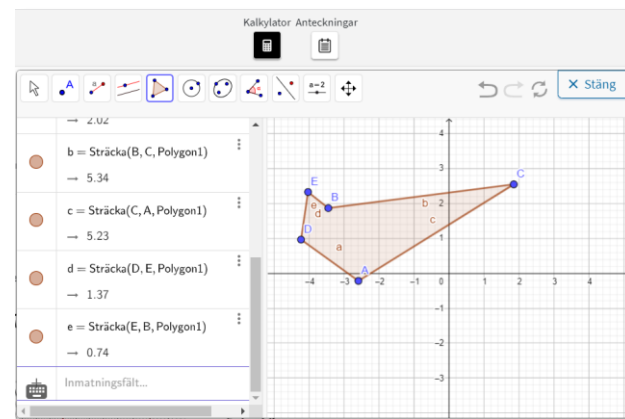 Kalkylator Anteckningar
A
a=2
× Stäng
→ 2.02
b = Sträcka(B, C, Polygon1)
→ 5.34
c = Sträcka(C, A, Polygon1)
→ 5.23
d = Sträcka(D, E, Polygon1)
→ 1.37
e = Sträcka(E, B, Polygon1)
→ 0.74
Inmatningsfält...
4
3
E
C
B
e
b
2
d
c
D
1
a
A
-4 -3 -2 -1 0 1 2 3 4
-1
-2
-3